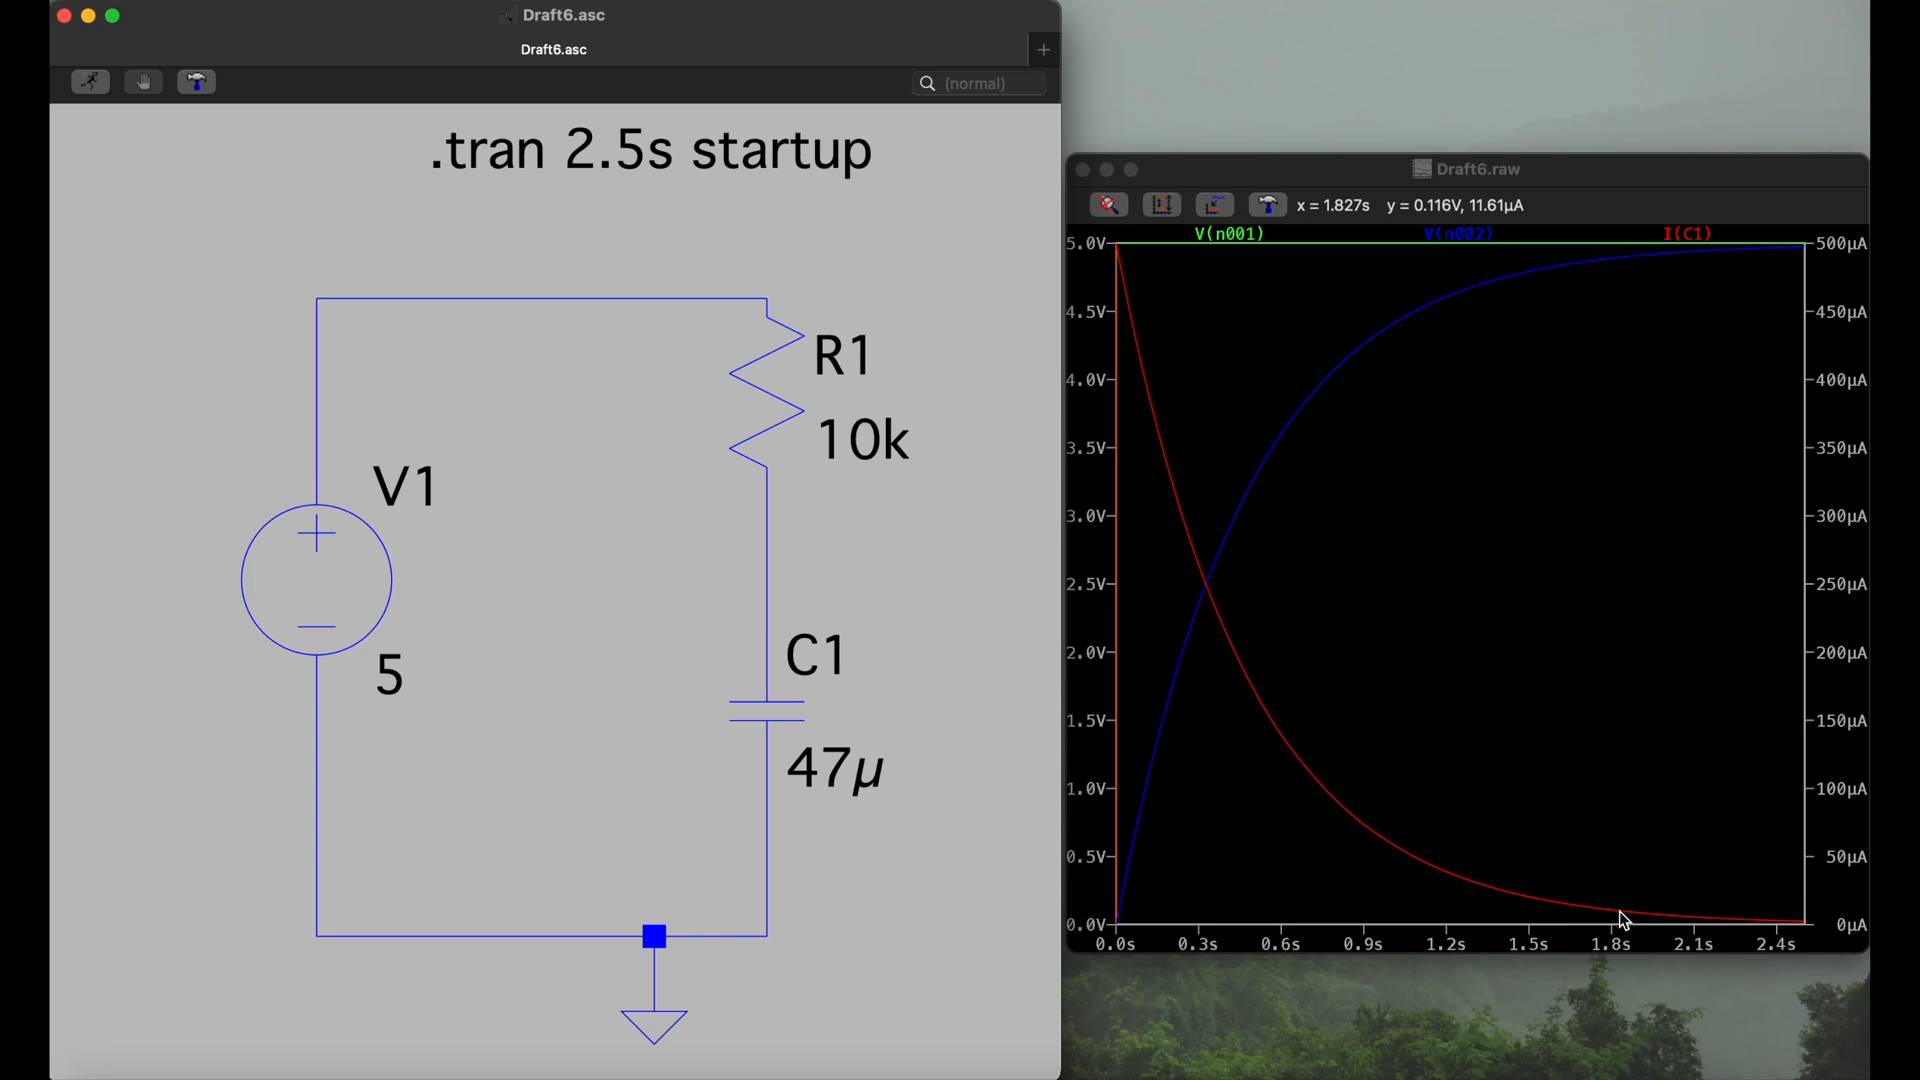 Draft6.asc
Draft6.asc
+
(normal)
.tran 2.5s startup
R1
10k
V1
5
C1
47µ
Draft6.raw
x = 1.827s y = 0.116V, 11.61µA
V(n001) V(n002) I(C1)
5.0V 500µA
4.5V 450µA
4.0V 400µA
3.5V 350µA
3.0V 300µA
2.5V 250µA
2.0V 200µA
1.5V 150µA
1.0V 100µA
0.5V 50µA
0.0V 0µA
0.0s 0.3s 0.6s 0.9s 1.2s 1.5s 1.8s 2.1s 2.4s